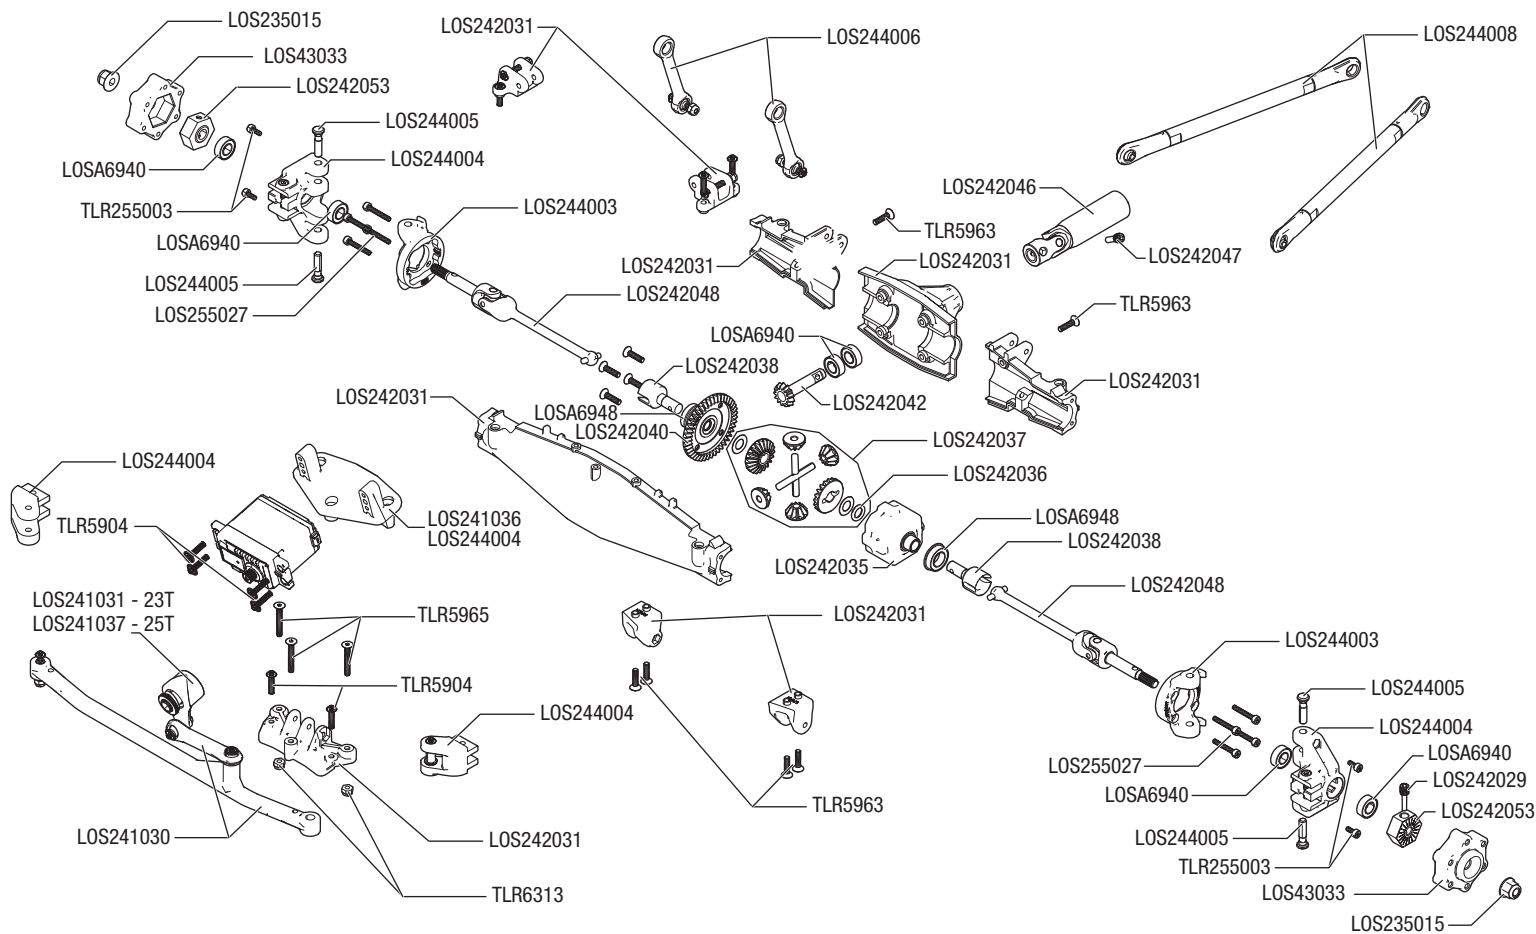 LOS235015
LOS43033
LOS242053
LOS242031
LOS244006
LOS244008
LOS244005
LOS244004
LOSA6940
TLR255003
LOSA6940
LOS244005
LOS255027
LOS244003
LOS242048
LOS242046
TLR5963
LOS242047
LOS242031
LOS242031
TLR5963
LOSA6940
LOS242038
LOS242042
LOS242031
LOS242031
LOSA6948
LOS242040
LOS242037
LOS242036
LOS244004
TLR5904
LOS241036
LOS244004
LOSA6948
LOS242038
LOS242035
LOS242048
LOS241031 - 23T
LOS241037 - 25T
TLR5965
LOS242031
LOS244003
TLR5904
LOS244005
LOS244004
LOS244004
LOSA6940
LOS255027
LOS242029
LOSA6940
LOS242053
TLR5963
LOS241030
LOS242031
LOS244005
TLR255003
LOS43033
TLR6313
LOS235015